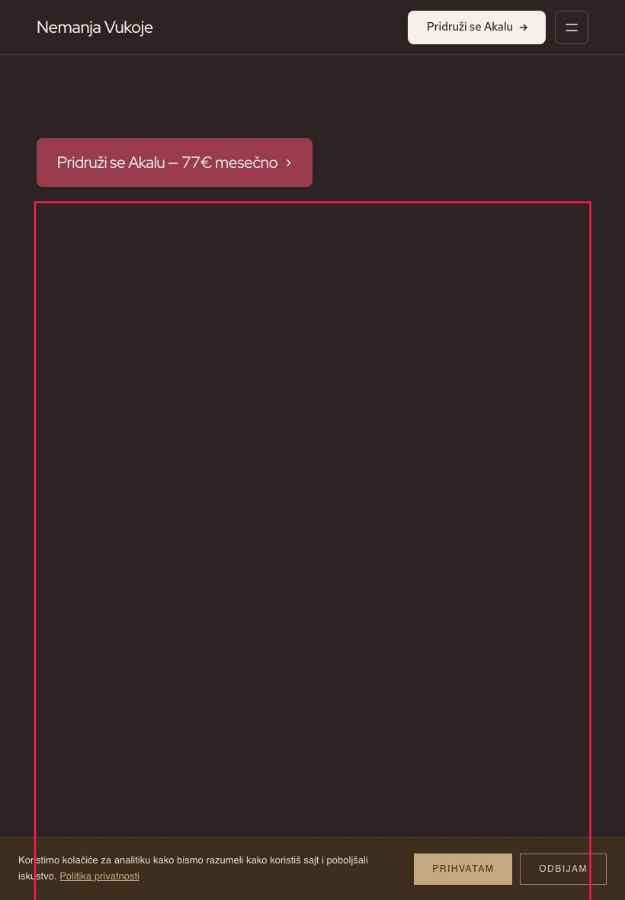 Nemanja Vukoje
Pridruži se Akalu →
Pridruži se Akalu — 77€ mesečno ›
Koristimo kolačiće za analitiku kako bismo razumeli kako koristiš sajt i poboljšali
iskustvo. Politika privatnosti
PRIHVATAM
ODBIJAM